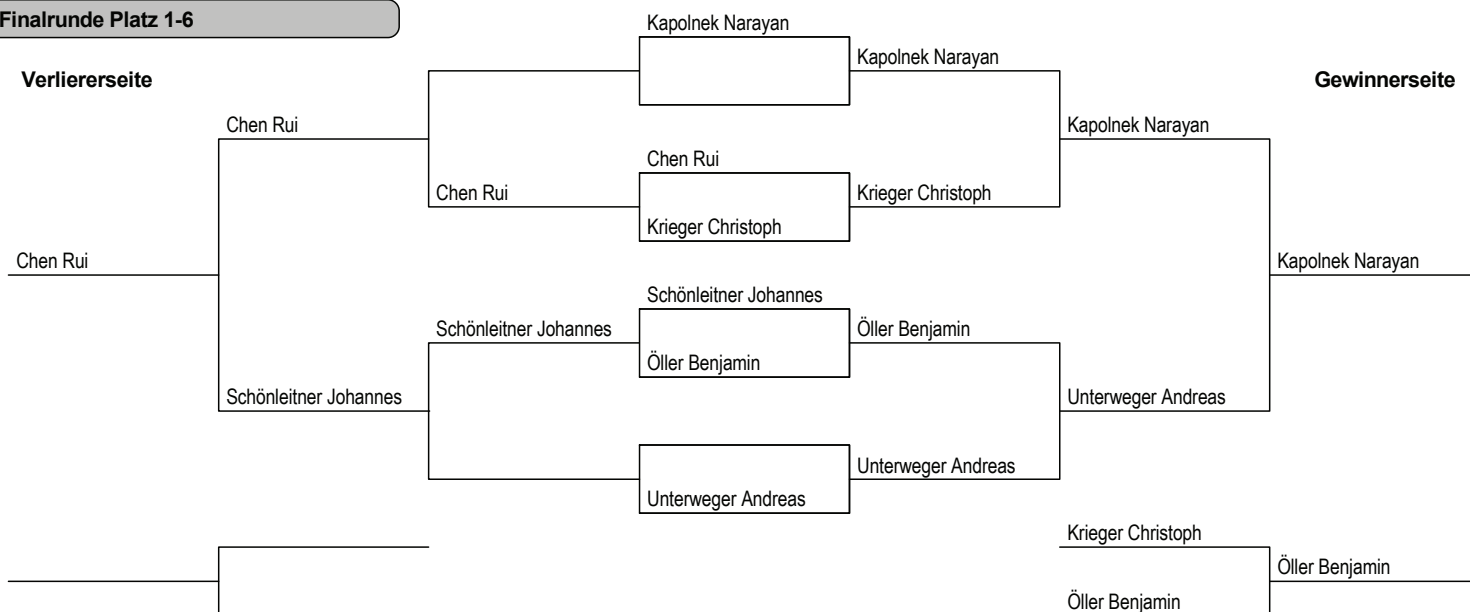 Finalrunde Platz 1-6
Kapolnek Narayan
Verliererseite
Kapolnek Narayan
Gewinnerseite
Chen Rui
Kapolnek Narayan
Chen Rui
Chen Rui
Krieger Christoph
Krieger Christoph
Chen Rui
Kapolnek Narayan
Schönleitner Johannes
Schönleitner Johannes
Öller Benjamin
Öller Benjamin
Schönleitner Johannes
Unterweger Andreas
Unterweger Andreas
Unterweger Andreas
Krieger Christoph
Öller Benjamin
Öller Benjamin